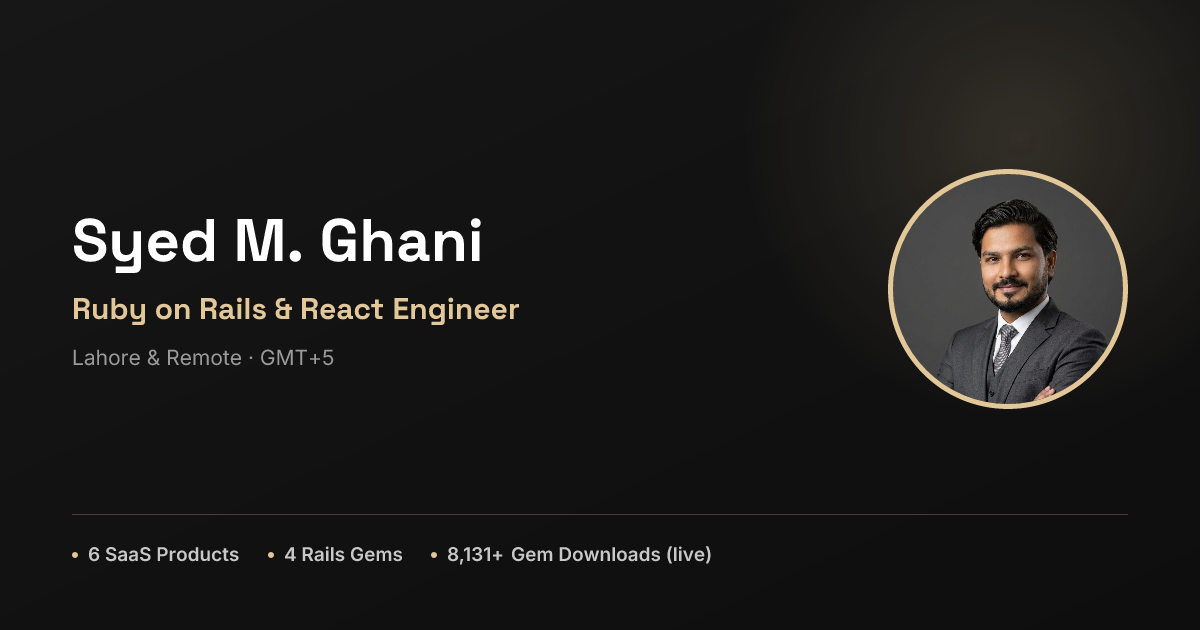 Syed M. Ghani
Ruby on Rails & React Engineer
Lahore & Remote · GMT+5
• 6 SaaS Products • 4 Rails Gems • 8,131+ Gem Downloads (live)